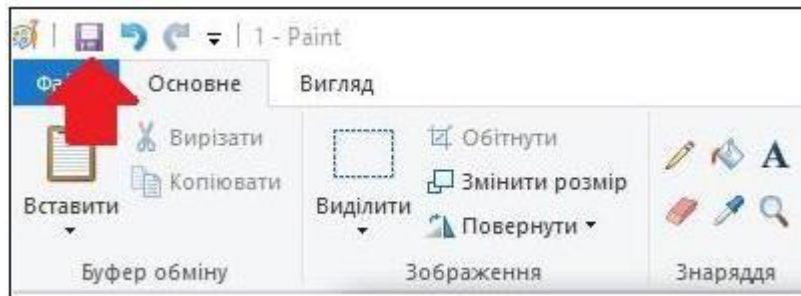 1 - Paint
Основне Вигляд
Вирізати
Копіювати
Вставити
Буфер обміну
Виділити
Обітнути
Змінити розмір
Повернути
Зображення
A
Знаряддя